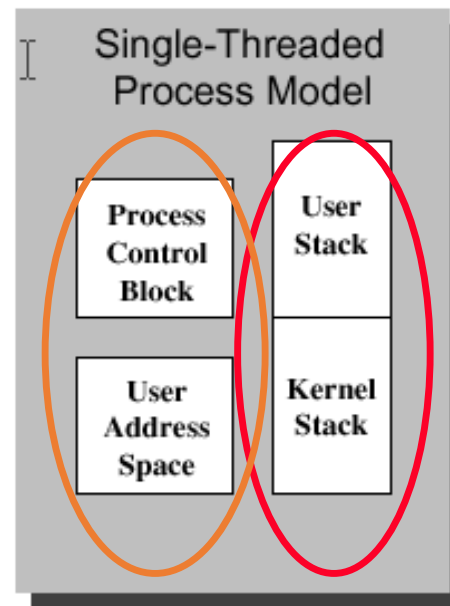 Single-Threaded
Process Model
Process
Control
Block
User
Address
Space
User
Stack
Kernel
Stack